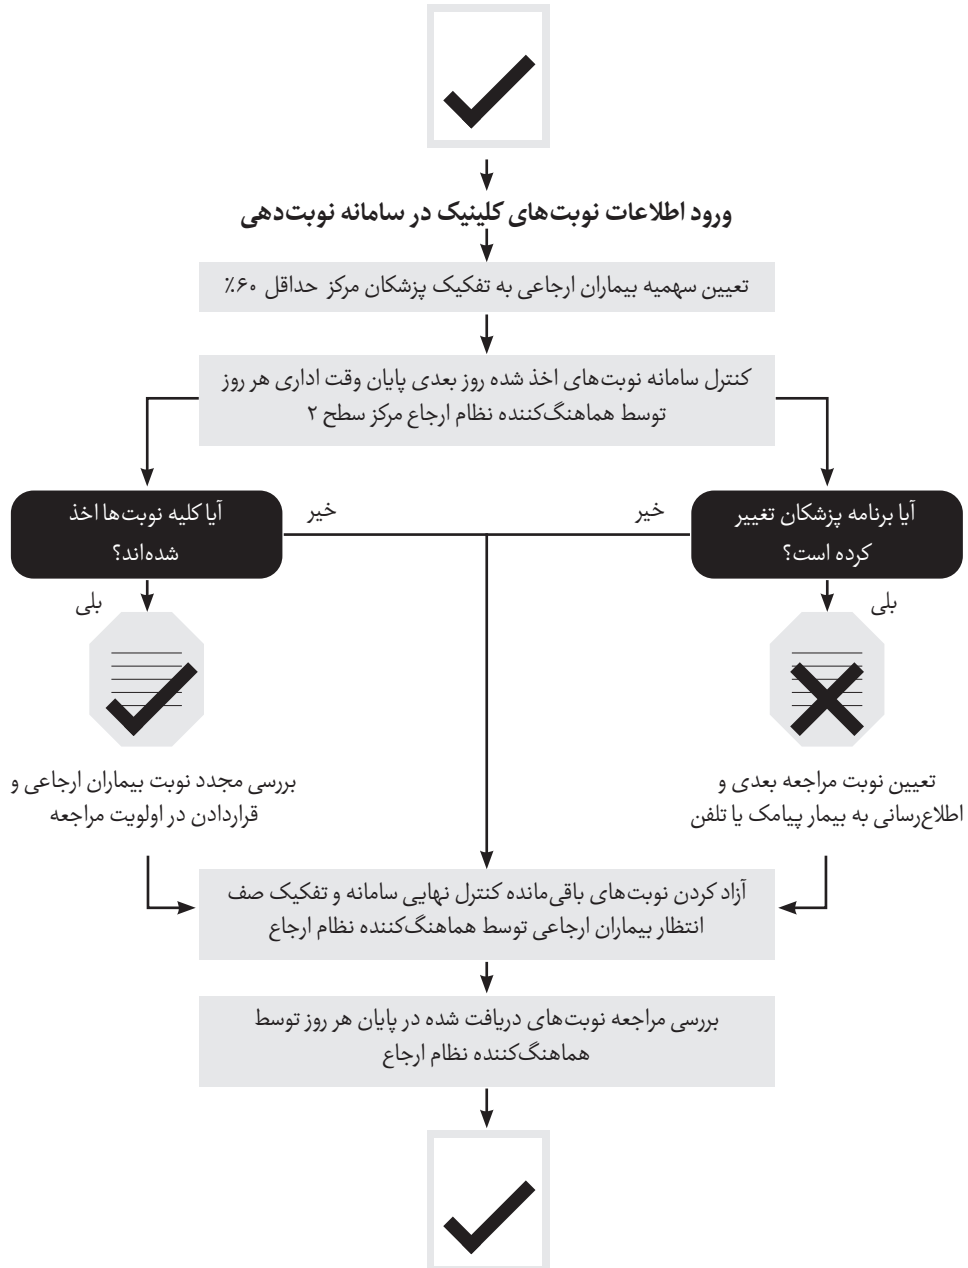 ورود اطلاعات نوبت‌های کلینیک در سامانه نوبت‌دهی
تعیین سهمیه بیماران ارجاعی به تفکیک پزشکان مرکز حداقل ۶۰٪
کنترل سامانه نوبت‌های اخذ شده روز بعدی پایان وقت اداری هر روز
توسط هماهنگ‌کننده نظام ارجاع مرکز سطح ۲
آیا برنامه پزشکان تغییر
کرده است؟
خیر
خیر
آیا کلیه نوبت‌ها اخذ
شده‌اند؟
بلی
بلی
تعیین نوبت مراجعه بعدی و
اطلاع‌رسانی به بیمار پیامک یا تلفن
بررسی مجدد نوبت بیماران ارجاعی و
قراردادن در اولویت مراجعه
آزاد کردن نوبت‌های باقی‌مانده کنترل نهایی سامانه و تفکیک صف
انتظار بیماران ارجاعی توسط هماهنگ‌کننده نظام ارجاع
بررسی مراجعه نوبت‌های دریافت شده در پایان هر روز توسط
هماهنگ‌کننده نظام ارجاع